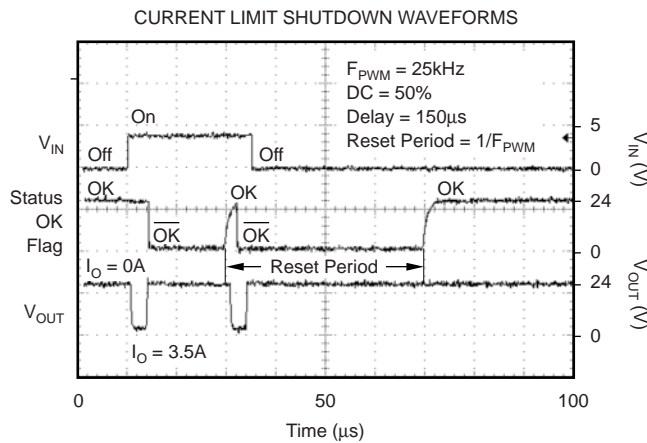 CURRENT LIMIT SHUTDOWN WAVEFORMS
F_PWM = 25kHz
DC = 50%
Delay = 150μs
Reset Period = 1/F_PWM
On
V_IN
Off
Off
5
0
V_IN (V)
Status
OK
Flag
OK
OK
OK
OK
OK
24
0
Reset Period
I_O = 0A
V_OUT
I_O = 3.5A
24
0
V_OUT (V)
0
50
100
Time (μs)